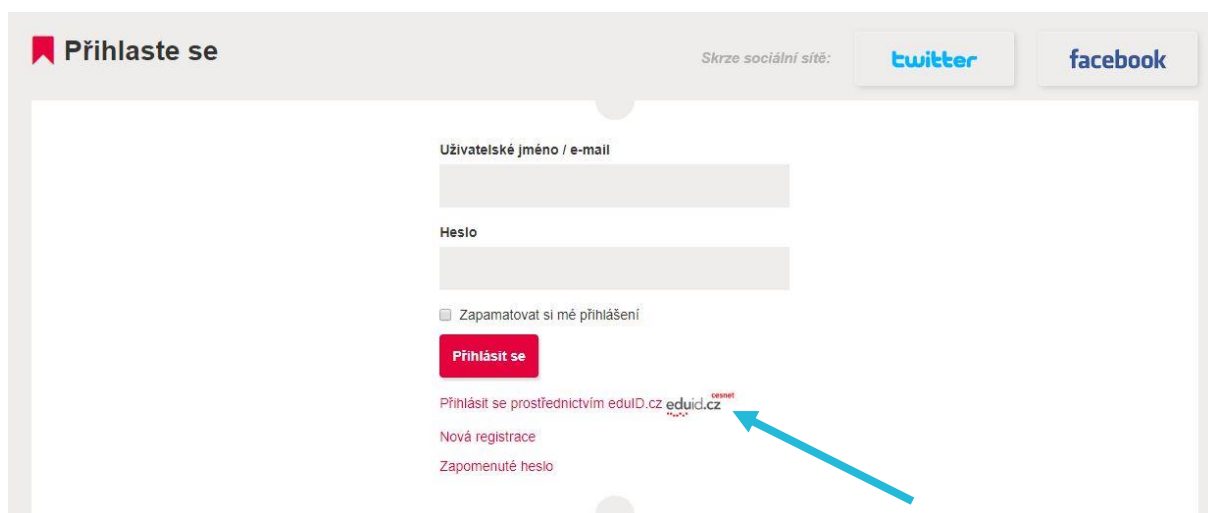 Přihlaste se
Skrze sociální sítě:
twitter
facebook
Uživatelské jméno / e-mail
Heslo
Zapamatovat si mé přihlášení
Přihlásit se
Přihlásit se prostřednictvím eduID.cz eduid.cz cesnet
Nová registrace
Zapomenuté heslo